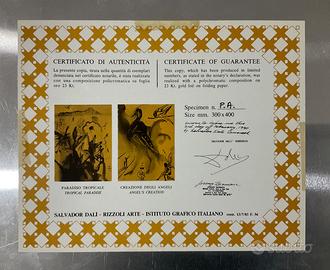 CERTIFICATO DI AUTENTICITÀ
La presente copia, tirata nella quantità di esemplari
denunciata nel certificato notarile, è stata realizzata
con una composizione policromatica su foglia
oro 23 Kt.
CERTIFICATE OF GUARANTEE
This copy, which has been produced in limited
numbers, as stated in the notary's declaration, was
realized with a polychromatic composition on
23 Kt. gold foil on folding paper.
Specimen n. P.A.
Size mm. 300x400
PARADISO TROPICALE
TROPICAL PARADISE
CREAZIONE DEGLI ANGELI
ANGEL'S CREATION
SALVADOR DALÍ - RIZZOLI ARTE - ISTITUTO GRAFICO ITALIANO